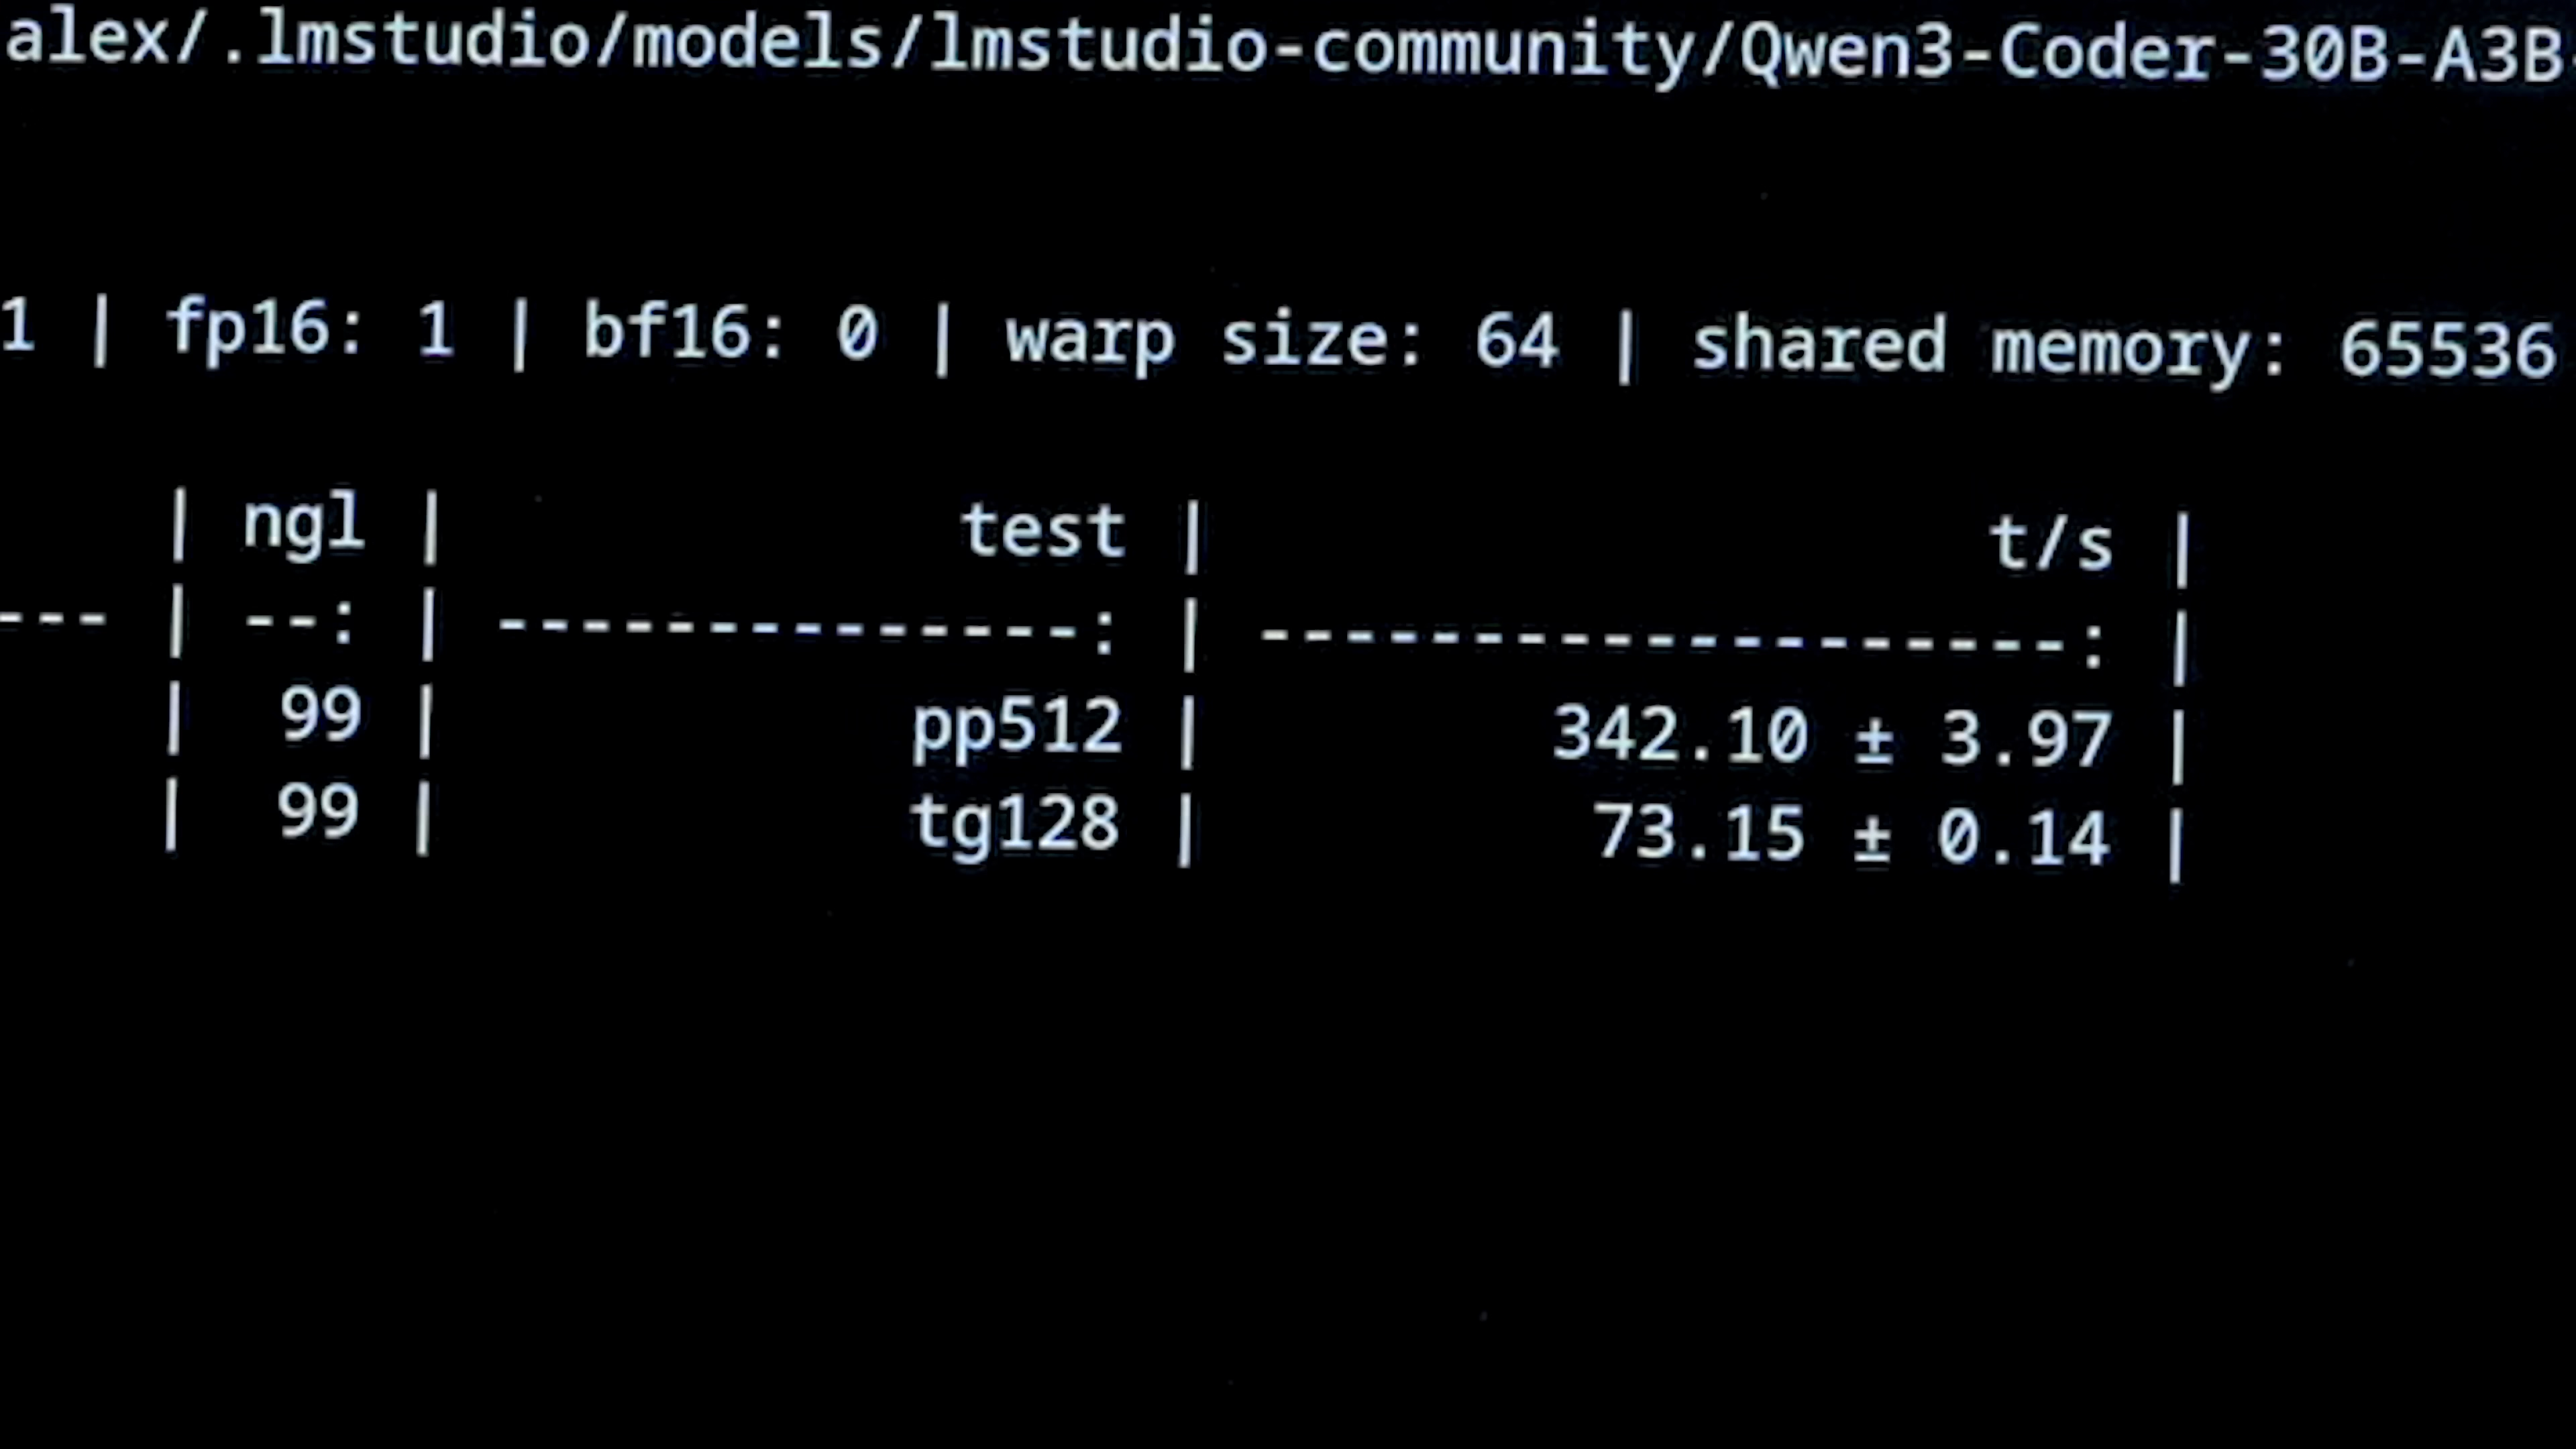 alex/.lmstudio/models/lmstudio-community/Qwen3-Coder-30B-A3B-
1 | fp16: 1 | bf16: 0 | warp size: 64 | shared memory: 65536
| ngl | test | t/s |
--- | --: | --------------: | -------------------: |
| 99 | pp512 | 342.10 ± 3.97 |
| 99 | tg128 | 73.15 ± 0.14 |